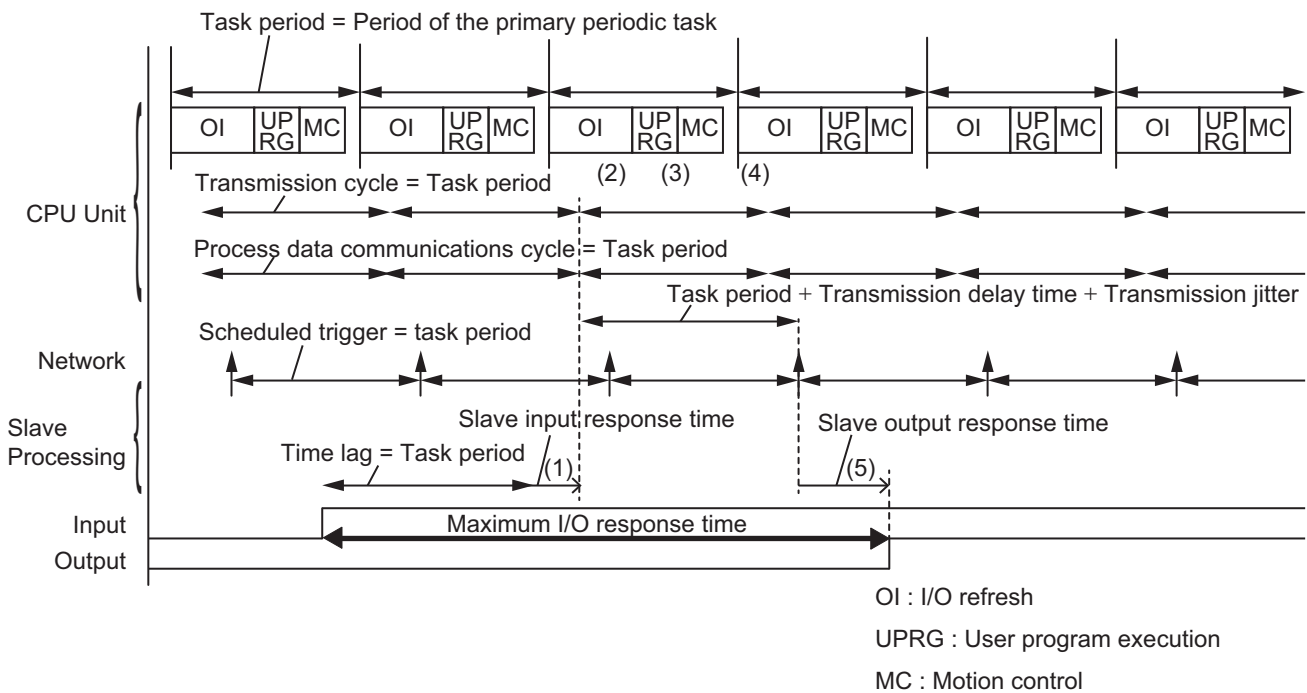 Task period = Period of the primary periodic task
OI UP RG MC OI UP RG MC OI UP RG MC OI UP RG MC OI UP RG MC OI UP RG MC
(2) (3) (4)
Transmission cycle = Task period
CPU Unit
Process data communications cycle = Task period
Task period + Transmission delay time + Transmission jitter
Scheduled trigger = task period
Network
Slave input response time
Slave output response time
Slave
Processing
Time lag = Task period
(1)
(5)
Input
Maximum I/O response time
Output
OI : I/O refresh
UPRG : User program execution
MC : Motion control